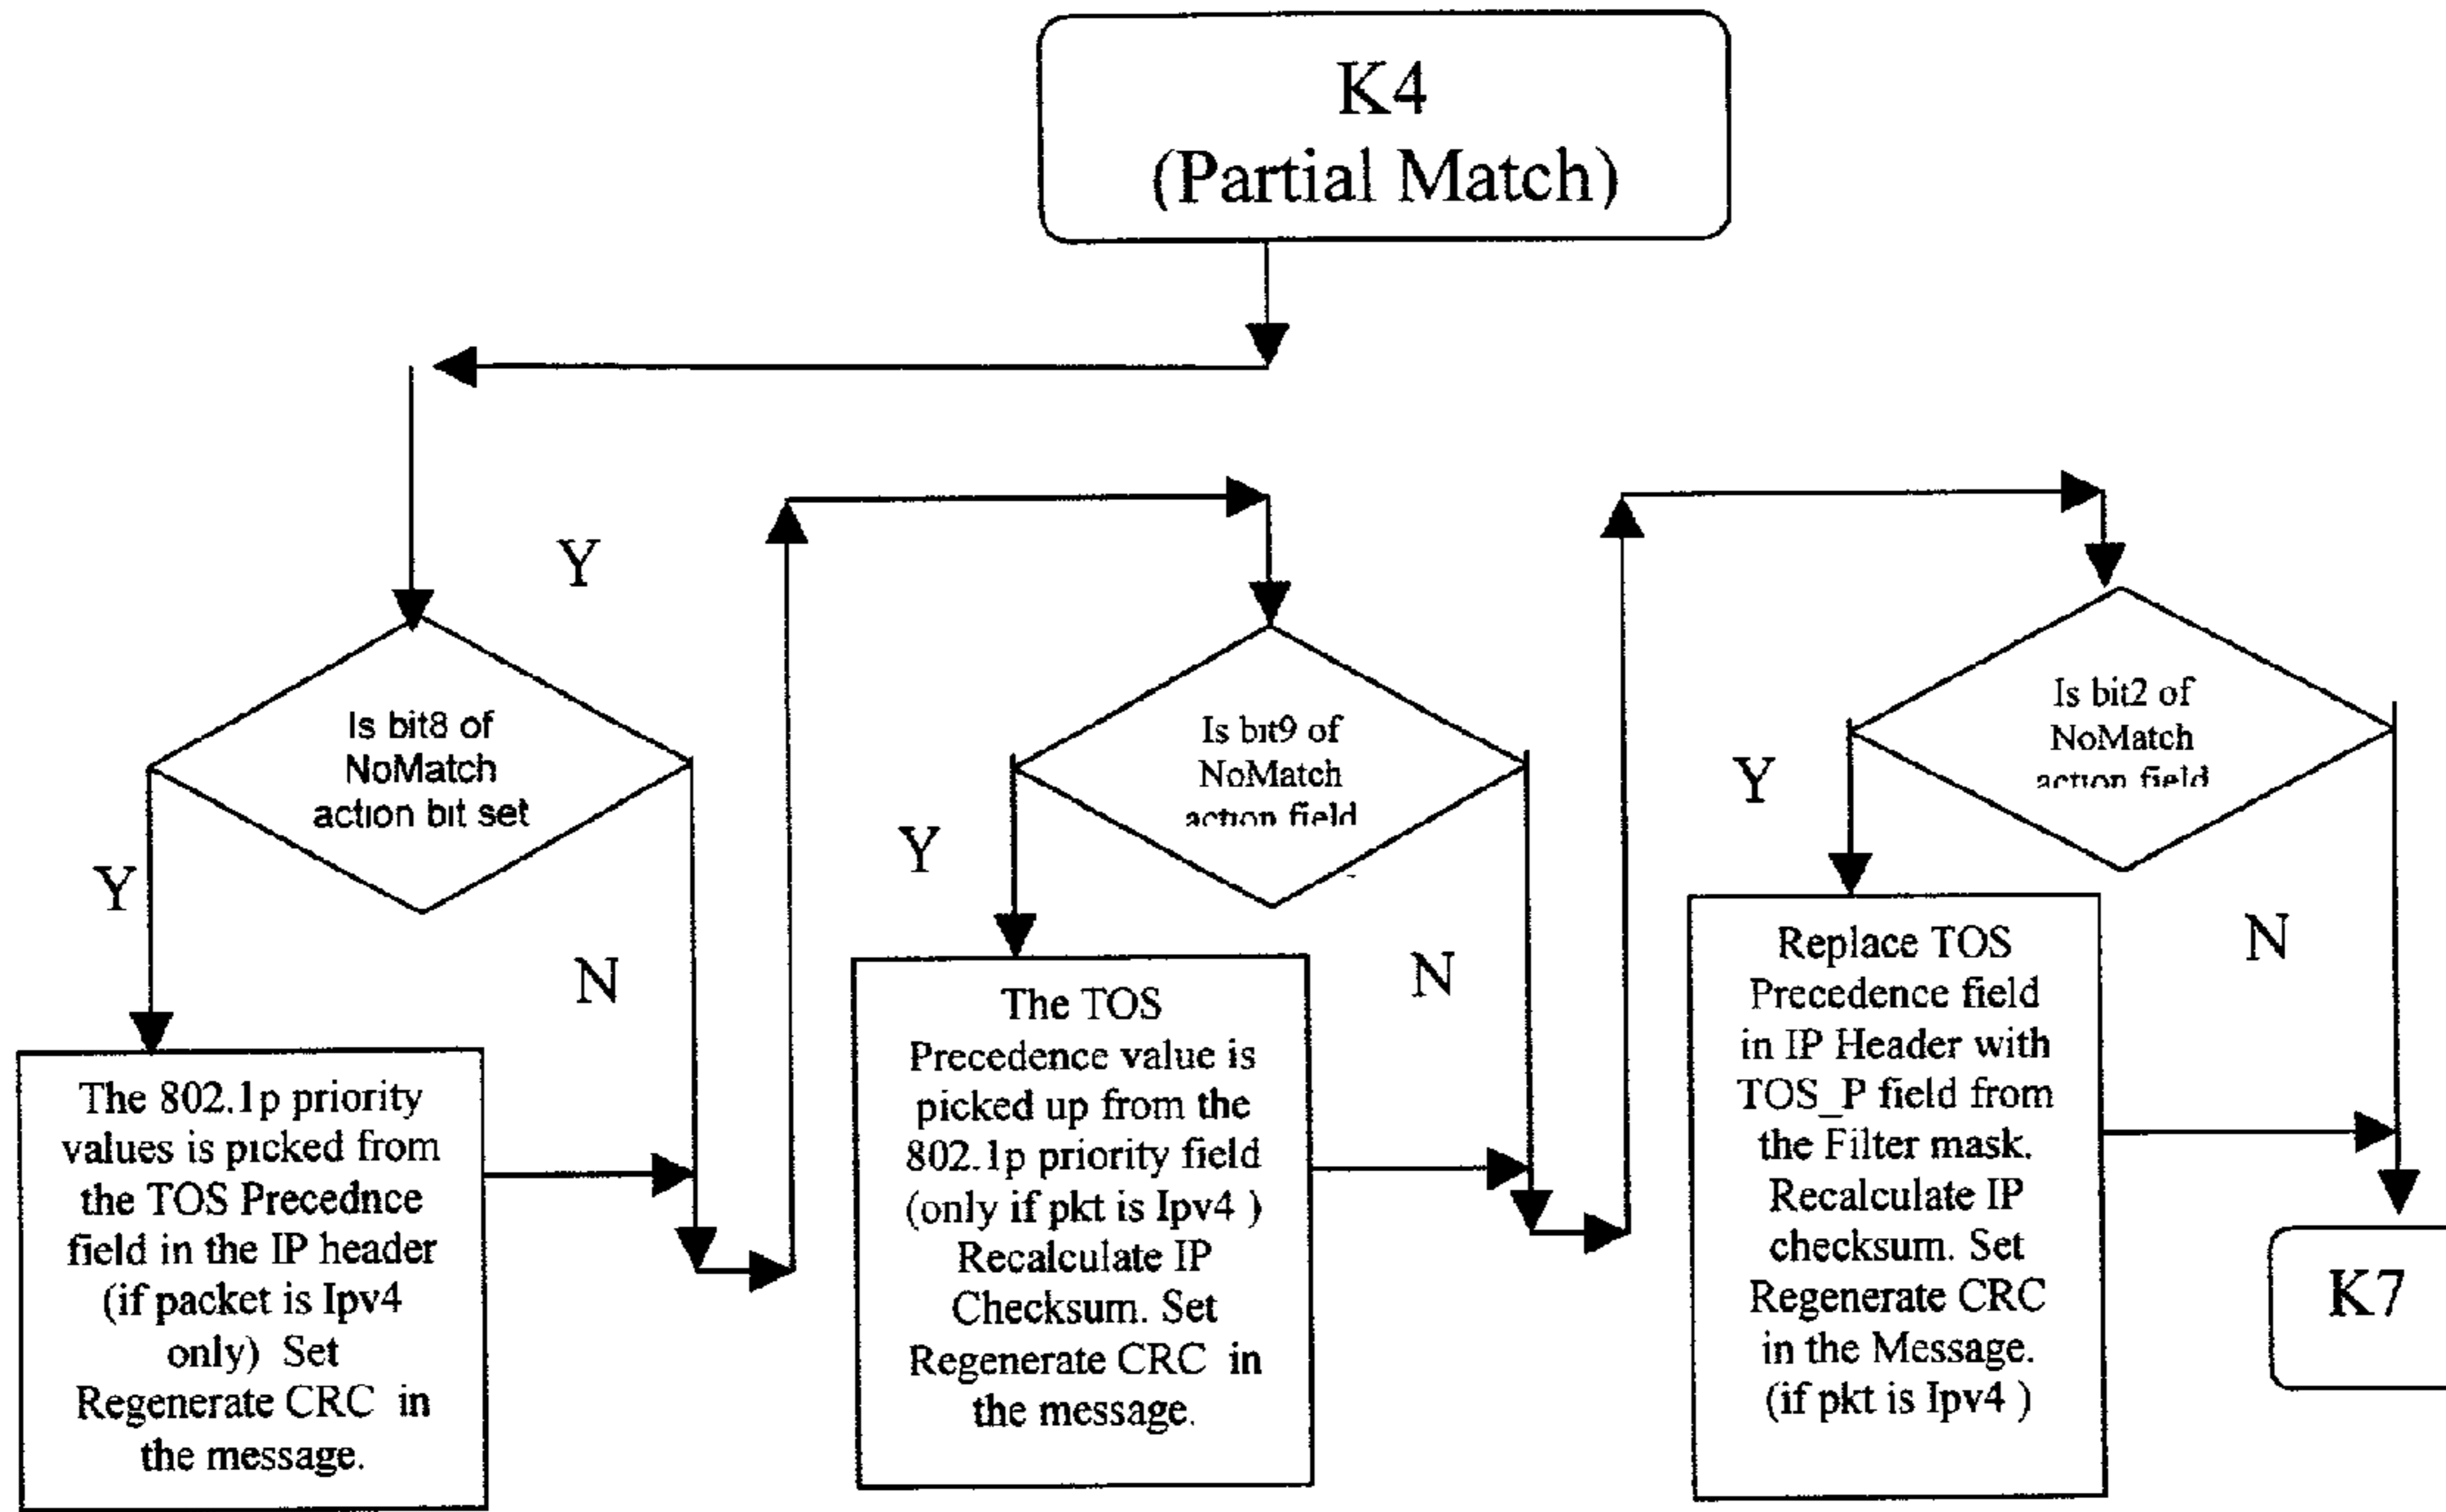 K4
(Partial Match)
Y
Is bit8 of
NoMatch
action bit set
Y
N
The 802.1p priority
values is picked from
the TOS Precednce
field in the IP header
(if packet is Ipv4
only) Set
Regenerate CRC in
the message.
Is bit9 of
NoMatch
action field
Y
N
The TOS
Precedence value is
picked up from the
802.1p priority field
(only if pkt is Ipv4 )
Recalculate IP
Checksum. Set
Regenerate CRC in
the message.
Is bit2 of
NoMatch
action field
Y
N
Replace TOS
Precedence field
in IP Header with
TOS_P field from
the Filter mask.
Recalculate IP
checksum. Set
Regenerate CRC
in the Message.
(if pkt is Ipv4 )
K7